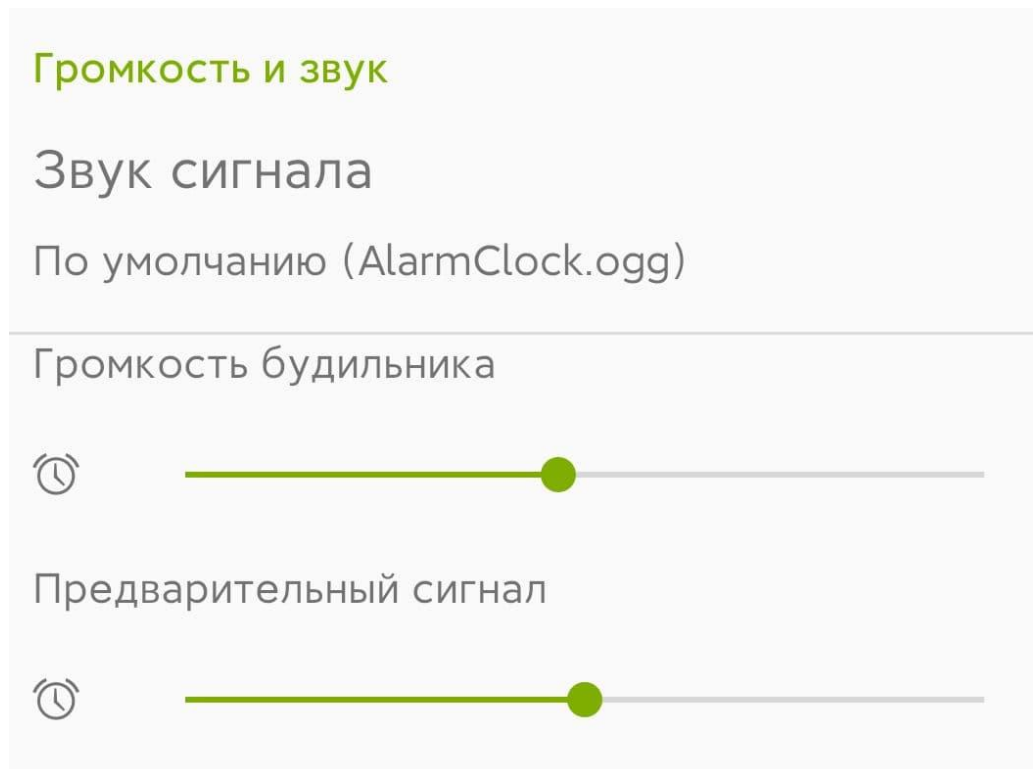 Громкость и звук
Звук сигнала
По умолчанию (AlarmClock.ogg)
Громкость будильника
Предварительный сигнал